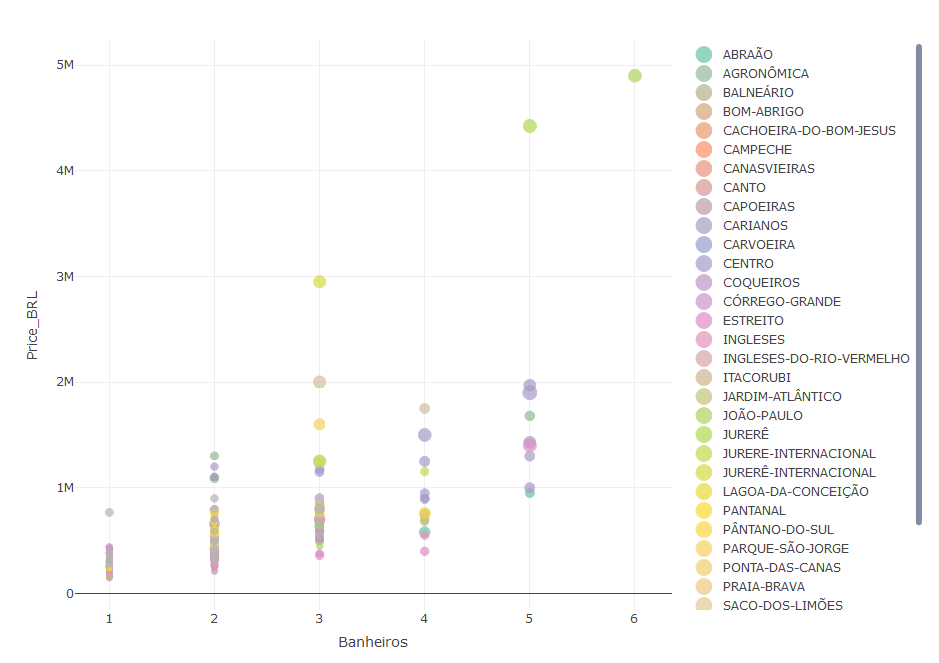 5M
4M
3M
2M
1M
0
Price_BRL
1 2 3 4 5 6
Banheiros
ABRAÃO
AGRONÔMICA
BALNEÁRIO
BOM-ABRIGO
CACHOEIRA-DO-BOM-JESUS
CAMPECHE
CANASVIEIRAS
CANTO
CAPOEIRAS
CARIANOS
CARVOEIRA
CENTRO
COQUEIROS
CÓRREGO-GRANDE
ESTREITO
INGLESES
INGLESES-DO-RIO-VERMELHO
ITACORUBI
JARDIM-ATLÂNTICO
JOÃO-PAULO
JURERÊ
JURERE-INTERNACIONAL
JURERÊ-INTERNACIONAL
LAGOA-DA-CONCEIÇÃO
PANTANAL
PÂNTANO-DO-SUL
PARQUE-SÃO-JORGE
PONTA-DAS-CANAS
PRAIA-BRAVA
SACO-DOS-LIMÕES